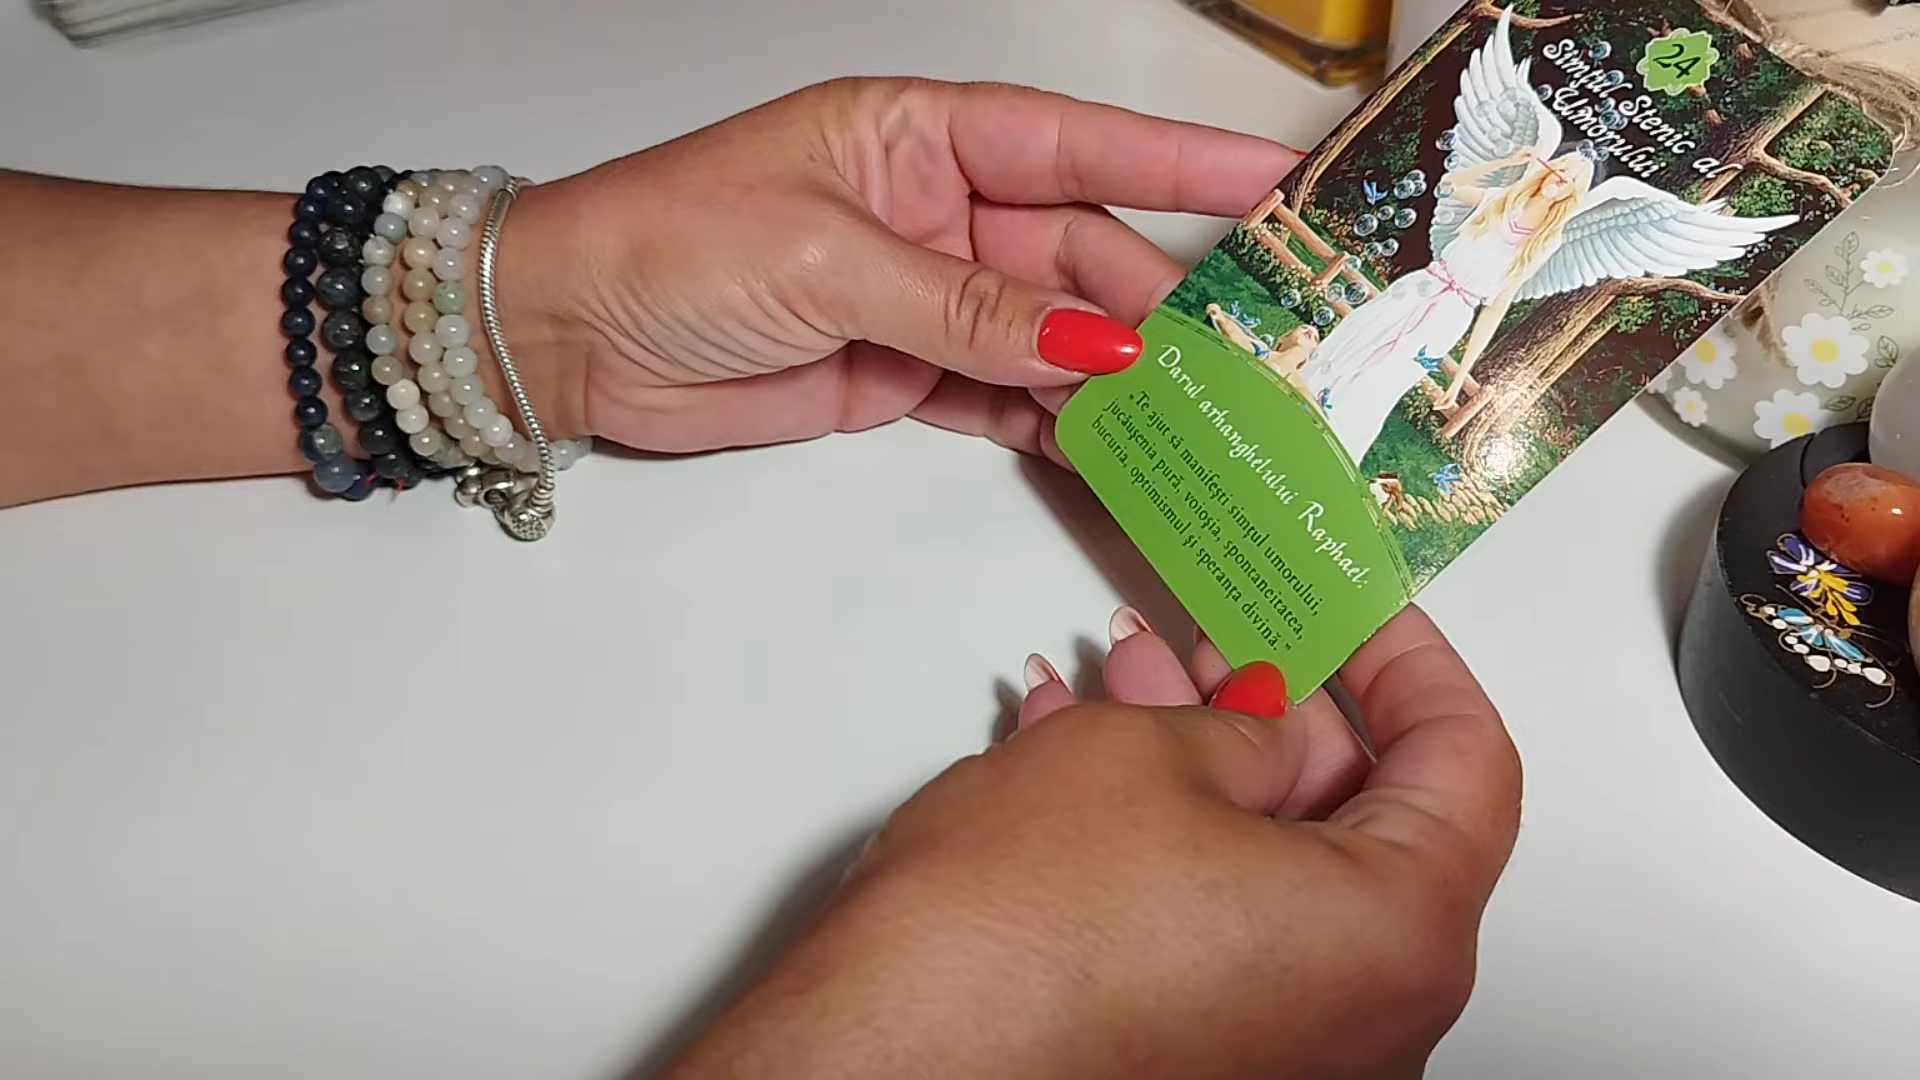 24
Simțul Stenic al
Umorului
Darul arhanghelului Raphael:
„Te ajut să manifești simțul umorului,
jucăușenia pură, voioșia, spontaneitatea,
bucuria, optimismul și speranța divină.”